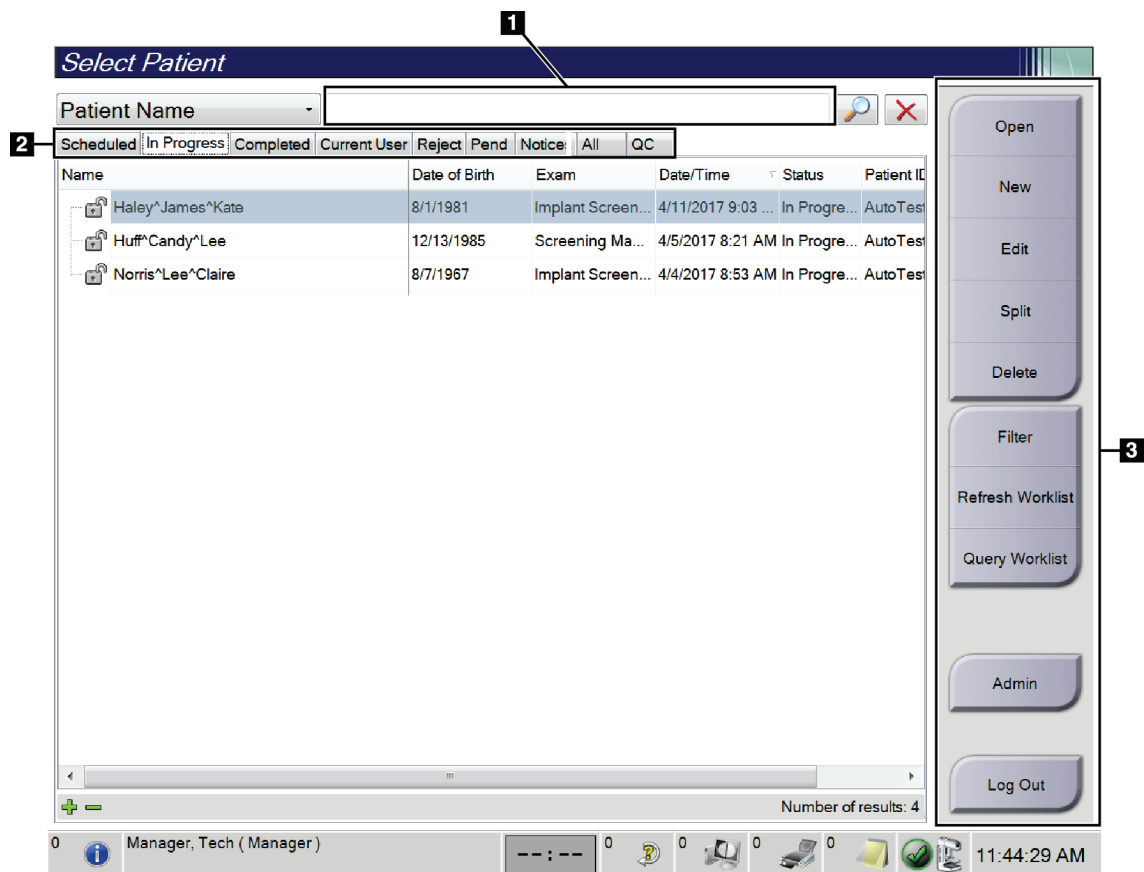 1
Select Patient
Patient Name
2
Scheduled In Progress Completed Current User Reject Pend Notice All QC
Name Date of Birth Exam Date/Time Status Patient ID
Haley^James^Kate 8/1/1981 Implant Screen... 4/11/2017 9:03 ... In Progre... AutoTest
Huff^Candy^Lee 12/13/1985 Screening Ma... 4/5/2017 8:21 AM In Progre... AutoTest
Norris^Lee^Claire 8/7/1967 Implant Screen... 4/4/2017 8:53 AM In Progre... AutoTest
Open
New
Edit
Split
Delete
Filter
3
Refresh Worklist
Query Worklist
Admin
Log Out
Number of results: 4
0 Manager, Tech ( Manager ) --:-- 0 0 0 0 11:44:29 AM